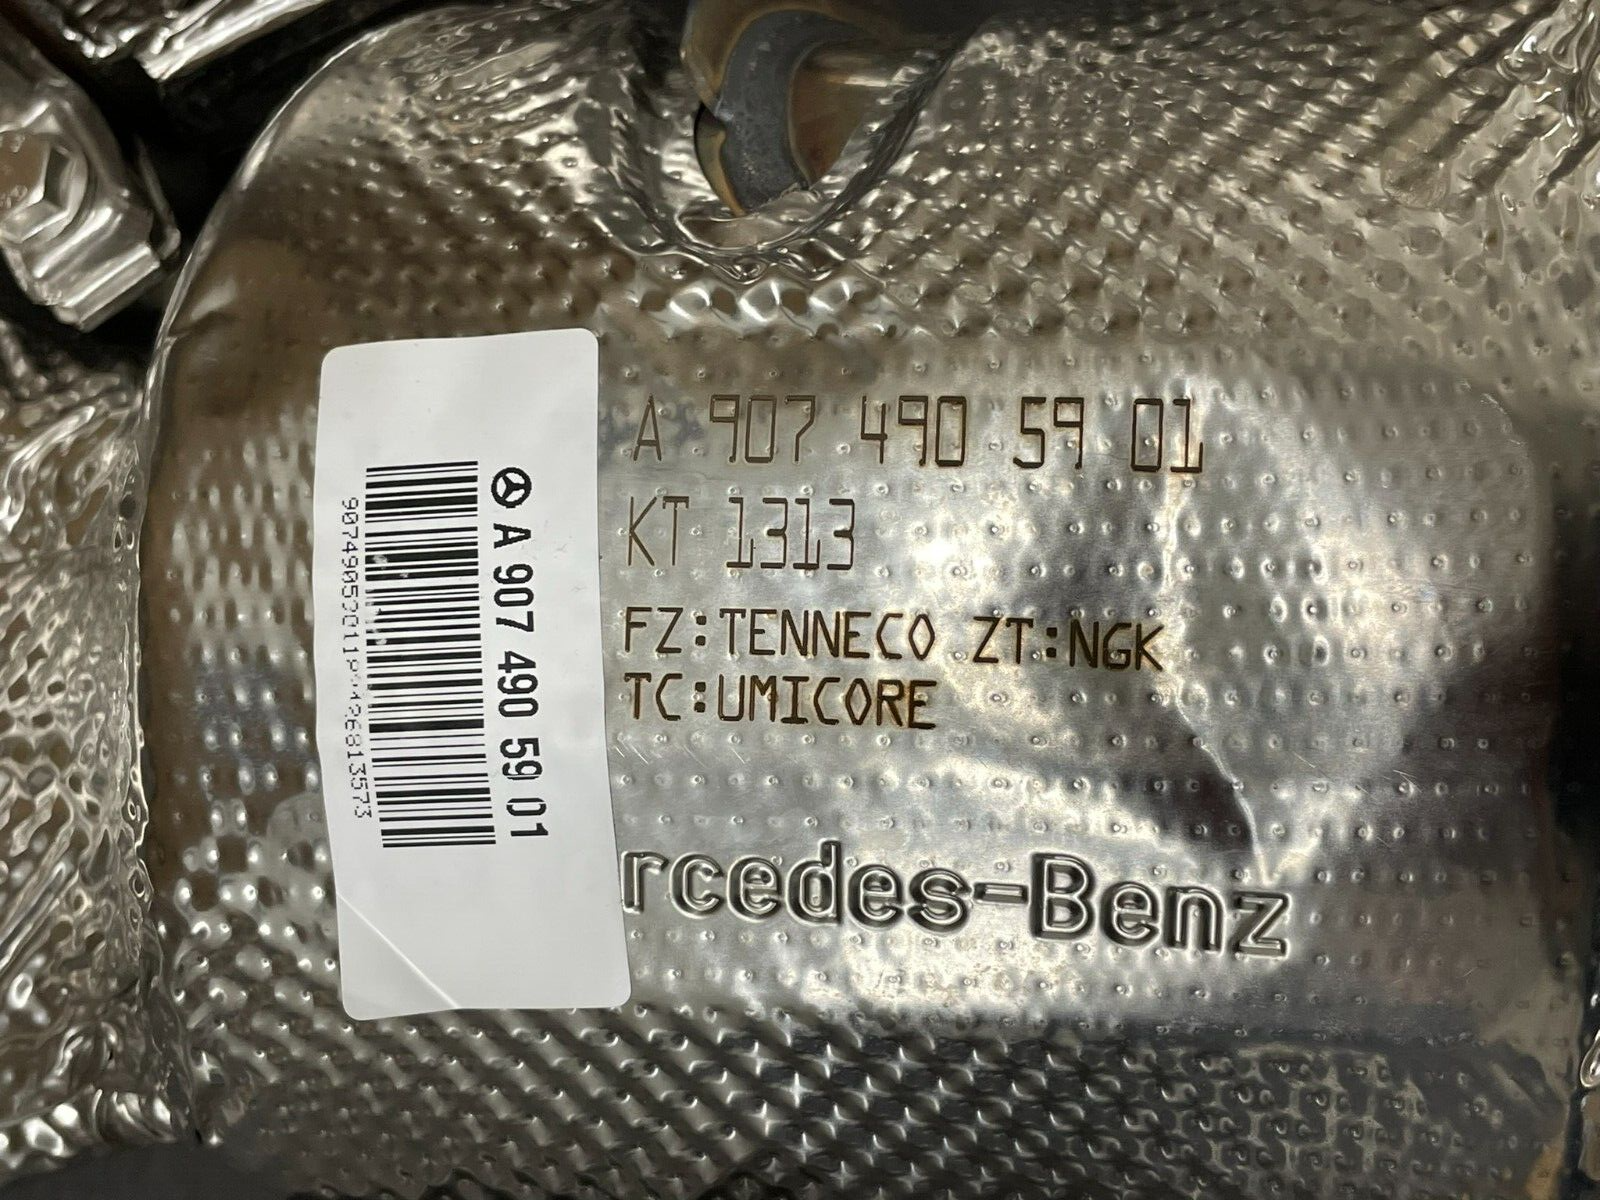 A 907 490 59 01
KT 1313
FZ:TENNECO ZT:NGK
TC:UMICORE
rcedes-Benz
A 907 490 59 01